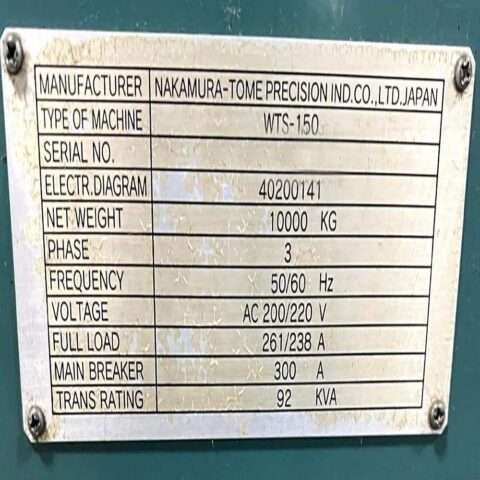 MANUFACTURER NAKAMURA-TOME PRECISION IND.CO.,LTD.JAPAN
TYPE OF MACHINE WTS-150
SERIAL NO.
ELECTR.DIAGRAM 40200141
NET WEIGHT 10000 KG
PHASE 3
FREQUENCY 50/60 Hz
VOLTAGE AC 200/220 V
FULL LOAD 261/238 A
MAIN BREAKER 300 A
TRANS RATING 92 KVA